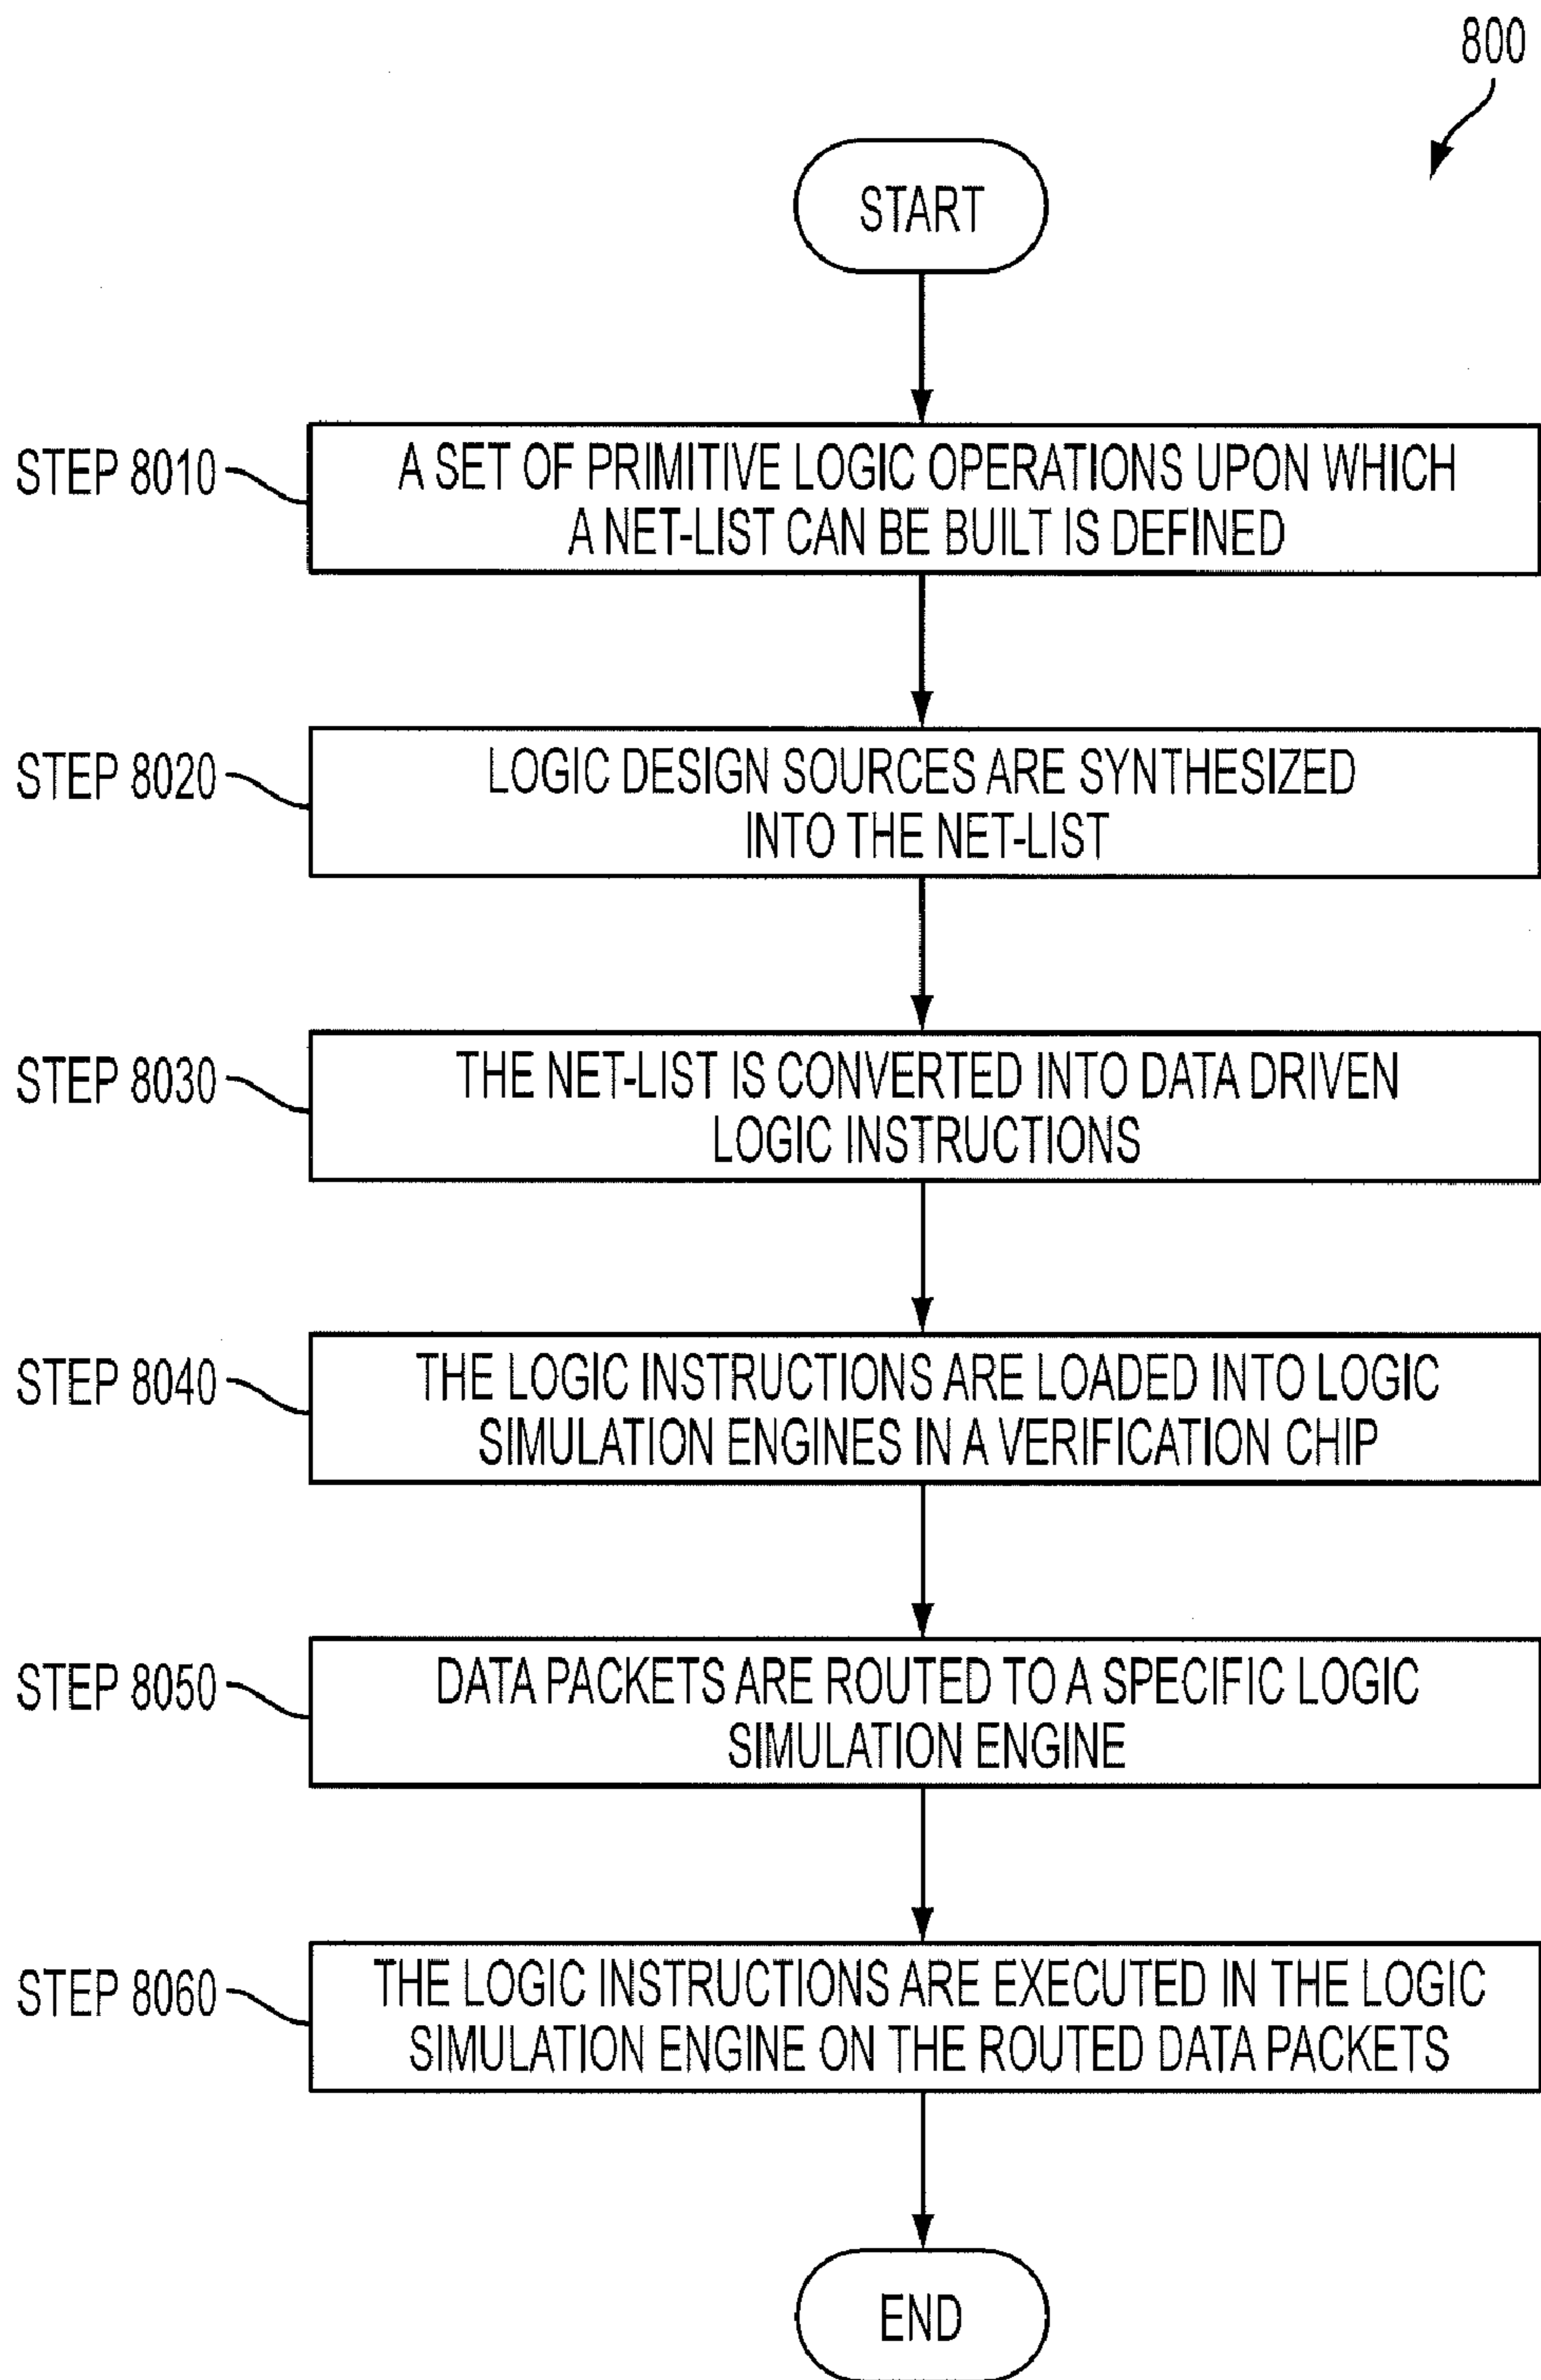 800
START
STEP 8010
A SET OF PRIMITIVE LOGIC OPERATIONS UPON WHICH
A NET-LIST CAN BE BUILT IS DEFINED
STEP 8020
LOGIC DESIGN SOURCES ARE SYNTHESIZED
INTO THE NET-LIST
STEP 8030
THE NET-LIST IS CONVERTED INTO DATA DRIVEN
LOGIC INSTRUCTIONS
STEP 8040
THE LOGIC INSTRUCTIONS ARE LOADED INTO LOGIC
SIMULATION ENGINES IN A VERIFICATION CHIP
STEP 8050
DATA PACKETS ARE ROUTED TO A SPECIFIC LOGIC
SIMULATION ENGINE
STEP 8060
THE LOGIC INSTRUCTIONS ARE EXECUTED IN THE LOGIC
SIMULATION ENGINE ON THE ROUTED DATA PACKETS
END